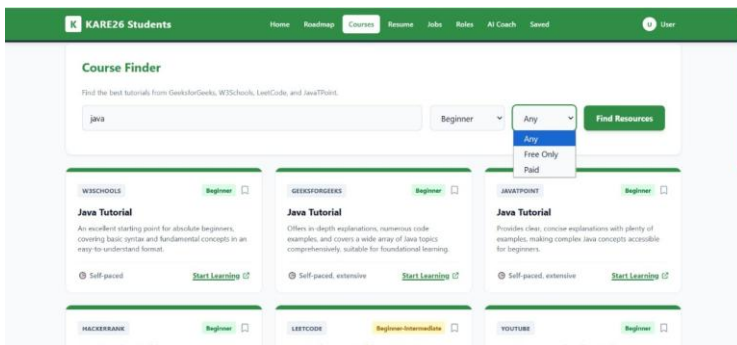 K KARE26 Students Home Roadmap Courses Resume Jobs Roles AI Coach Saved U User
Course Finder
Find the best tutorials from GeeksforGeeks, W3Schools, LeetCode, and JavaTPoint.
java Beginner Any Find Resources
Any
Free Only
Paid
W3SCHOOLS Beginner
Java Tutorial
An excellent starting point for absolute beginners,
covering basic syntax and fundamental concepts in an
easy-to-understand format.
Self-paced Start Learning
GEEKSFORGEEKS Beginner
Java Tutorial
Offers in-depth explanations, numerous code
examples, and covers a wide array of Java topics
comprehensively, suitable for foundational learning.
Self-paced, extensive Start Learning
JAVATPOINT Beginner
Java Tutorial
Provides clear, concise explanations with plenty of
examples, making complex Java concepts accessible
for beginners.
Self-paced, extensive Start Learning
HACKERRANK Beginner
LEETCODE Beginner-Intermediate
YOUTUBE Beginner